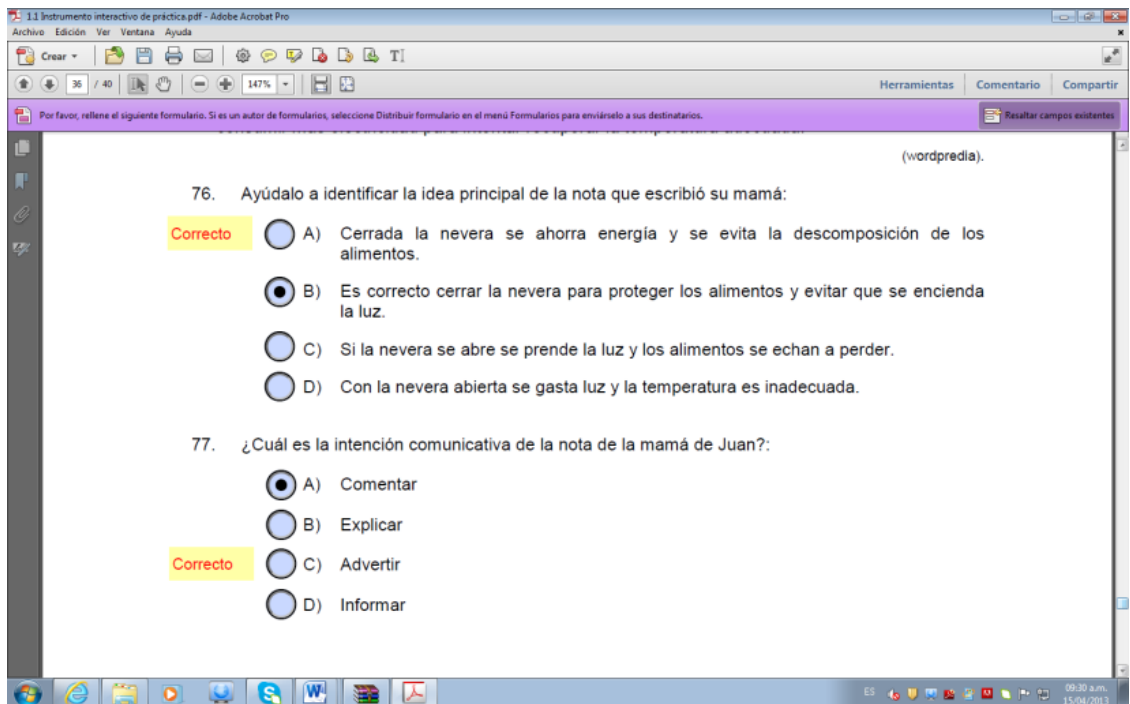 1.1 Instrumento interactivo de práctica.pdf - Adobe Acrobat Pro
Archivo Edición Ver Ventana Ayuda
Crear
36 / 40 147% Herramientas Comentario Compartir
Por favor, rellene el siguiente formulario. Si es un autor de formularios, seleccione Distribuir formulario en el menú Formularios para enviárselo a sus destinatarios. Resaltar campos existentes
(wordpredia).
76. Ayúdalo a identificar la idea principal de la nota que escribió su mamá:
Correcto A) Cerrada la nevera se ahorra energía y se evita la descomposición de los
alimentos.
B) Es correcto cerrar la nevera para proteger los alimentos y evitar que se encienda
la luz.
C) Si la nevera se abre se prende la luz y los alimentos se echan a perder.
D) Con la nevera abierta se gasta luz y la temperatura es inadecuada.
77. ¿Cuál es la intención comunicativa de la nota de la mamá de Juan?:
A) Comentar
B) Explicar
Correcto C) Advertir
D) Informar
ES 09:30 a.m.
15/04/2013